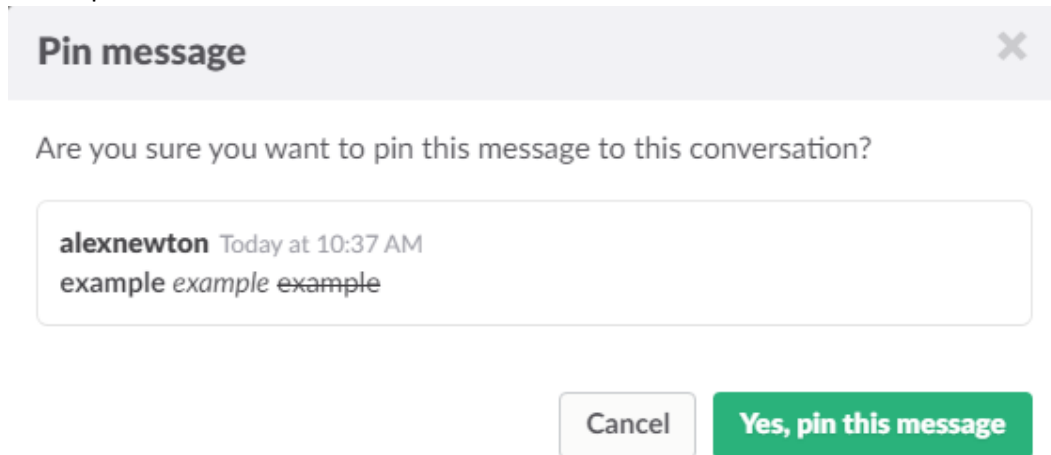 Pin message
Are you sure you want to pin this message to this conversation?
alexnewton Today at 10:37 AM
example example example
Cancel
Yes, pin this message